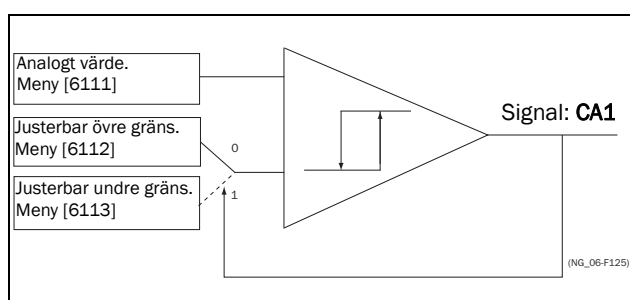 Analogt värde.
Meny [6111]
Justerbar övre gräns.
Meny [6112]
Justerbar undre gräns.
Meny [6113]
0
1
Signal: CA1
(NG_06-F125)